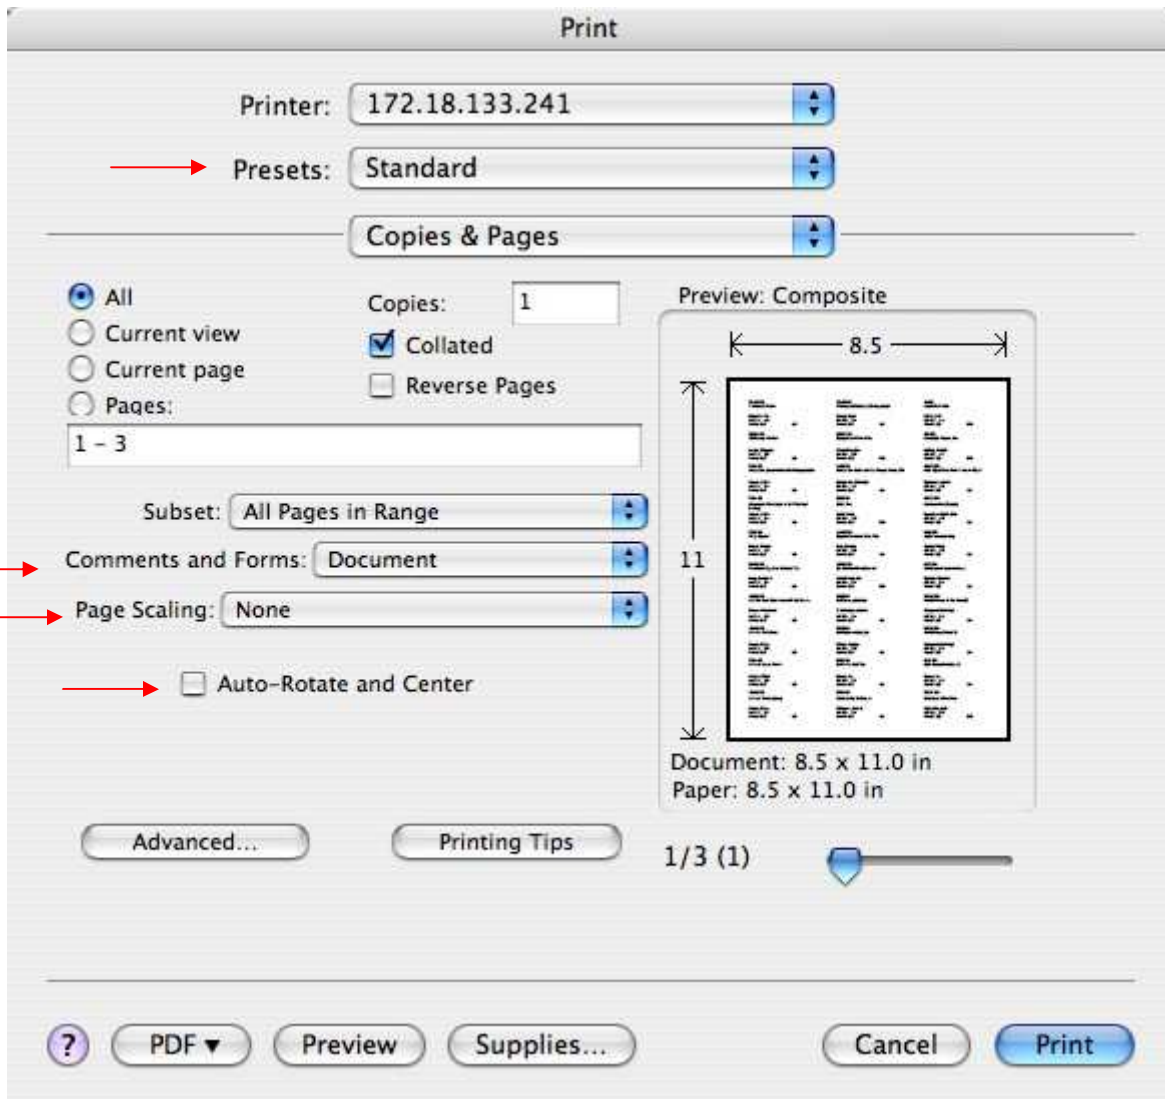 Print
Printer: 172.18.133.241
Presets: Standard
Copies & Pages
All
Current view
Current page
Pages:
1 - 3
Copies: 1
Collated
Reverse Pages
Subset: All Pages in Range
Comments and Forms: Document
Page Scaling: None
Auto-Rotate and Center
Preview: Composite
8.5
11
Document: 8.5 x 11.0 in
Paper: 8.5 x 11.0 in
Advanced...
Printing Tips
1/3 (1)
?
PDF ▼
Preview
Supplies...
Cancel
Print